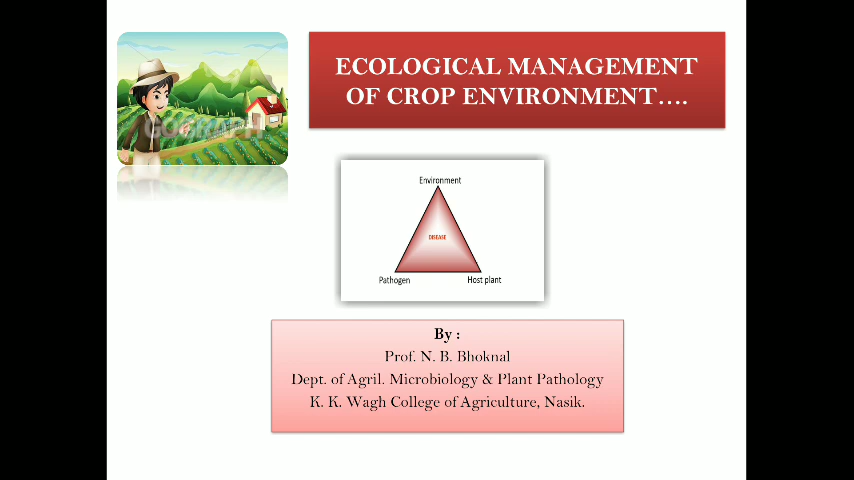 ECOLOGICAL MANAGEMENT
OF CROP ENVIRONMENT….
Environment
DISEASE
Pathogen
Host plant
By :
Prof. N. B. Bhoknal
Dept. of Agril. Microbiology & Plant Pathology
K. K. Wagh College of Agriculture, Nasik.